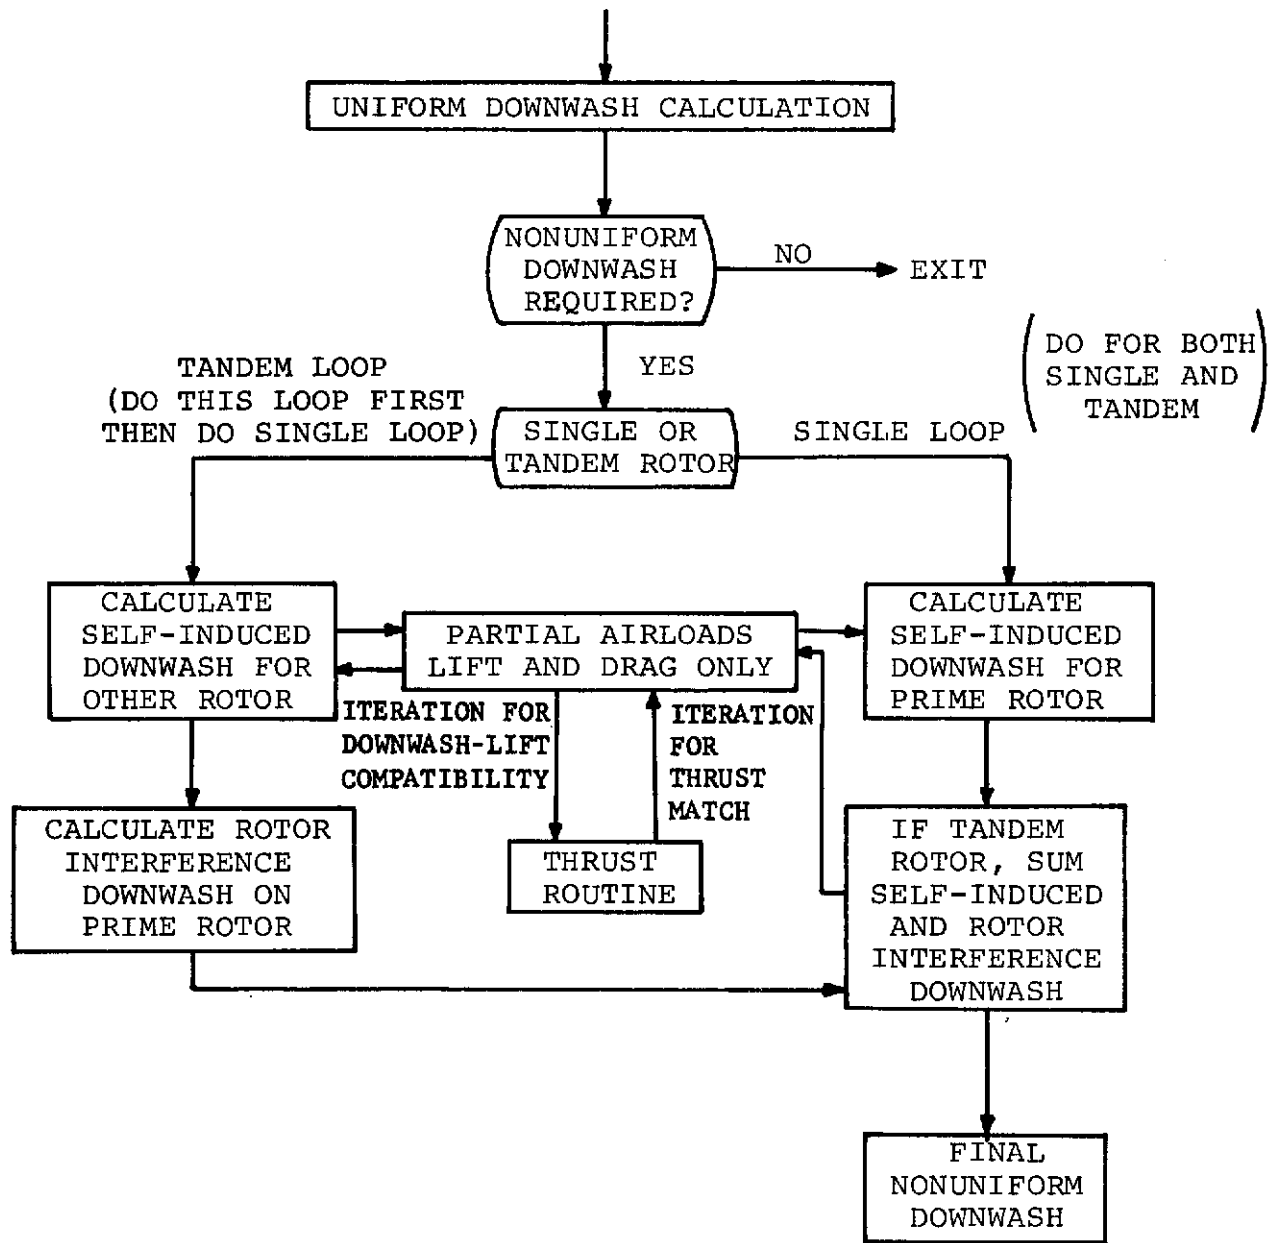 UNIFORM DOWNWASH CALCULATION
NONUNIFORM
DOWNWASH
REQUIRED?
NO
EXIT
YES
(DO FOR BOTH
SINGLE AND
TANDEM)
TANDEM LOOP
(DO THIS LOOP FIRST
THEN DO SINGLE LOOP)
SINGLE OR
TANDEM ROTOR
SINGLE LOOP
CALCULATE
SELF-INDUCED
DOWNWASH FOR
OTHER ROTOR
PARTIAL AIRLOADS
LIFT AND DRAG ONLY
CALCULATE
SELF-INDUCED
DOWNWASH FOR
PRIME ROTOR
ITERATION FOR
DOWNWASH-LIFT
COMPATIBILITY
ITERATION
FOR
THRUST
MATCH
CALCULATE ROTOR
INTERFERENCE
DOWNWASH ON
PRIME ROTOR
THRUST
ROUTINE
IF TANDEM
ROTOR, SUM
SELF-INDUCED
AND ROTOR
INTERFERENCE
DOWNWASH
FINAL
NONUNIFORM
DOWNWASH